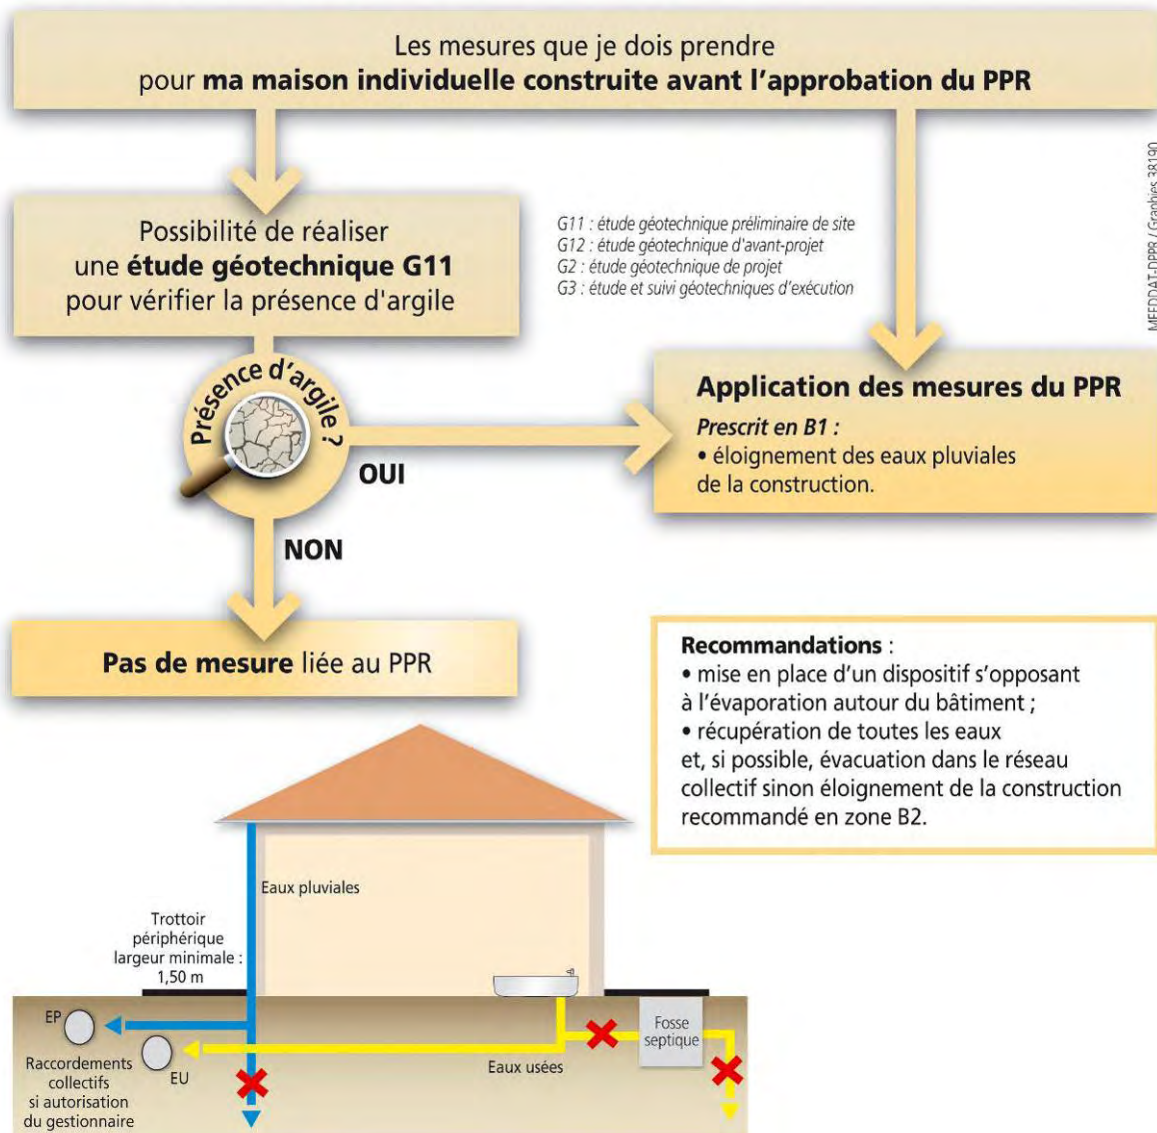 Les mesures que je dois prendre
pour ma maison individuelle construite avant l'approbation du PPR
Possibilité de réaliser
une étude géotechnique G11
pour vérifier la présence d'argile
G11 : étude géotechnique préliminaire de site
G12 : étude géotechnique d'avant-projet
G2 : étude géotechnique de projet
G3 : étude et suivi géotechniques d'exécution
MEEDDAT-DPPR / Graphies 38190
Présence d'argile ?
OUI
NON
Application des mesures du PPR
Prescrit en B1 :
• éloignement des eaux pluviales
de la construction.
Pas de mesure liée au PPR
Recommandations :
• mise en place d'un dispositif s'opposant
à l'évaporation autour du bâtiment ;
• récupération de toutes les eaux
et, si possible, évacuation dans le réseau
collectif sinon éloignement de la construction
recommandé en zone B2.
Eaux pluviales
Trottoir
périphérique
largeur minimale :
1,50 m
EP
EU
Raccordements
collectifs
si autorisation
du gestionnaire
Eaux usées
Fosse
septique